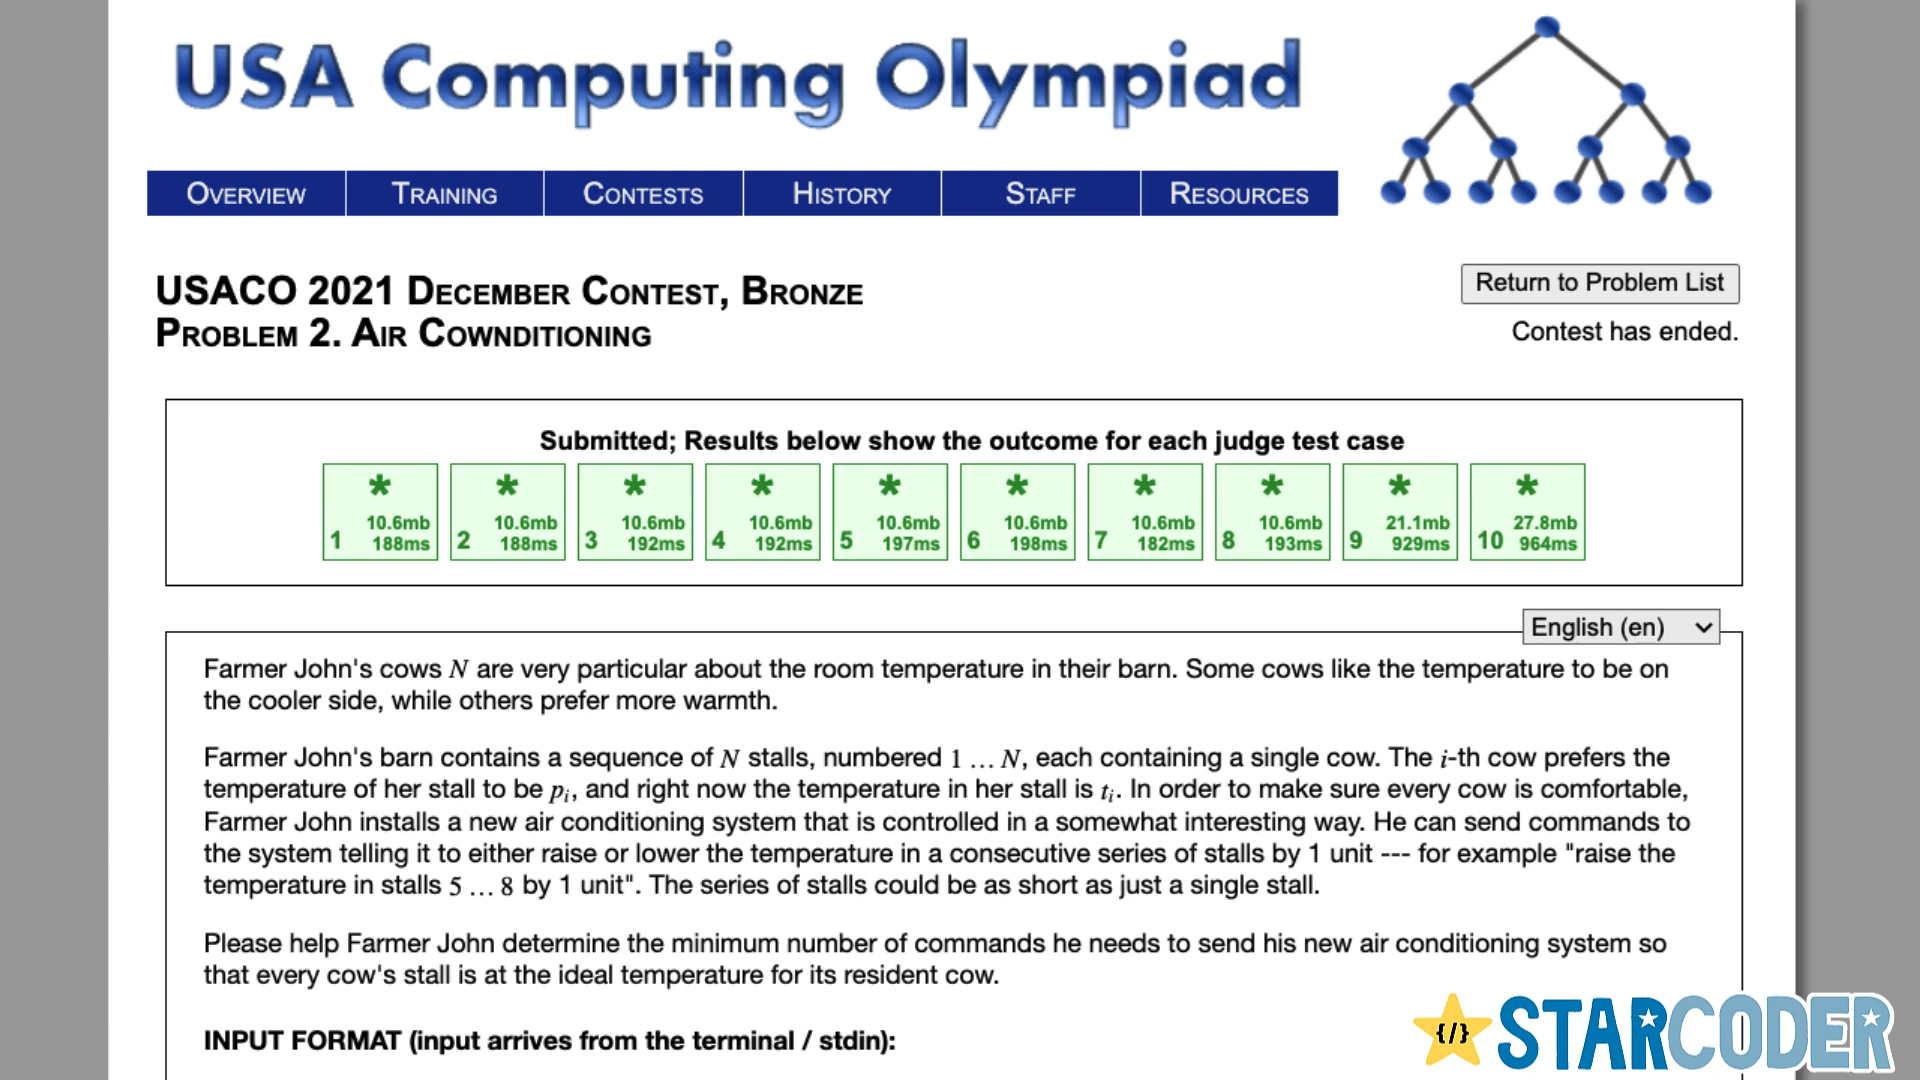 USA Computing Olympiad
OVERVIEW TRAINING CONTESTS HISTORY STAFF RESOURCES
USACO 2021 DECEMBER CONTEST, BRONZE
PROBLEM 2. AIR COWNDITIONING
Return to Problem List
Contest has ended.
Submitted; Results below show the outcome for each judge test case
* * * * * * * * * *
10.6mb 10.6mb 10.6mb 10.6mb 10.6mb 10.6mb 10.6mb 10.6mb 21.1mb 27.8mb
1 188ms 2 188ms 3 192ms 4 192ms 5 197ms 6 198ms 7 182ms 8 193ms 9 929ms 10 964ms
English (en)
Farmer John's cows N are very particular about the room temperature in their barn. Some cows like the temperature to be on
the cooler side, while others prefer more warmth.
Farmer John's barn contains a sequence of N stalls, numbered 1 … N, each containing a single cow. The i-th cow prefers the
temperature of her stall to be pᵢ, and right now the temperature in her stall is tᵢ. In order to make sure every cow is comfortable,
Farmer John installs a new air conditioning system that is controlled in a somewhat interesting way. He can send commands to
the system telling it to either raise or lower the temperature in a consecutive series of stalls by 1 unit --- for example "raise the
temperature in stalls 5 … 8 by 1 unit". The series of stalls could be as short as just a single stall.
Please help Farmer John determine the minimum number of commands he needs to send his new air conditioning system so
that every cow's stall is at the ideal temperature for its resident cow.
INPUT FORMAT (input arrives from the terminal / stdin):
{/} STARCODER